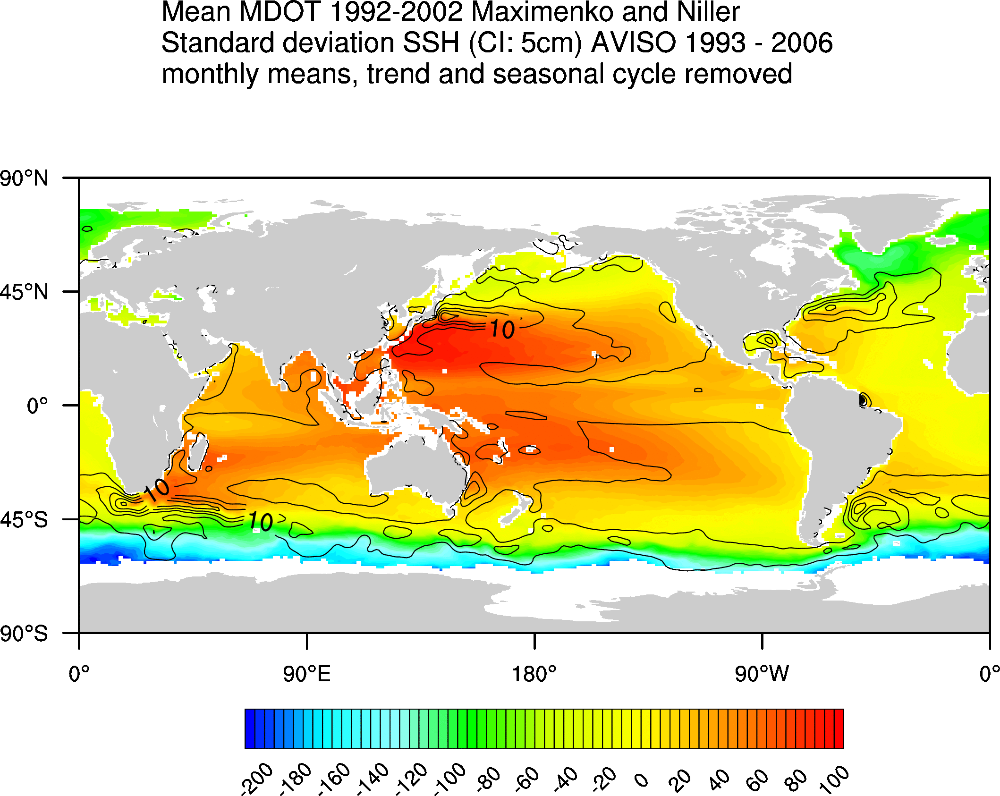 Mean MDOT 1992-2002 Maximenko and Niller
Standard deviation SSH (CI: 5cm) AVISO 1993 - 2006
monthly means, trend and seasonal cycle removed
90°N
45°N
10
0°
10
45°S
10
90°S
0° 90°E 180° 90°W 0°
-200 -180 -160 -140 -120 -100 -80 -60 -40 -20 0 20 40 60 80 100